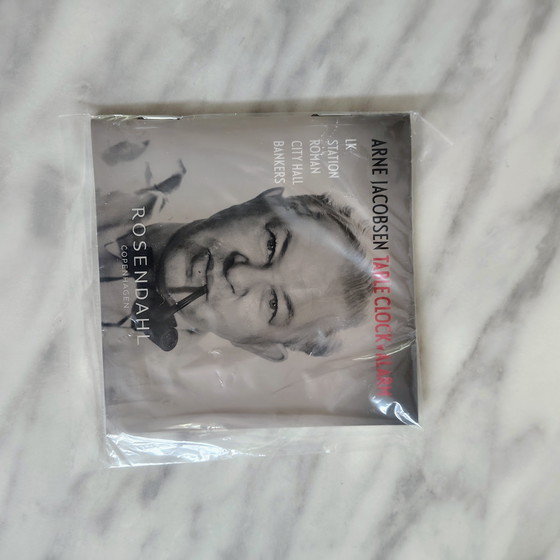 ARNE JACOBSEN TABLE CLOCK w. ALARM
LK
STATION
ROMAN
CITY HALL
BANKERS
ROSENDAHL
COPENHAGEN